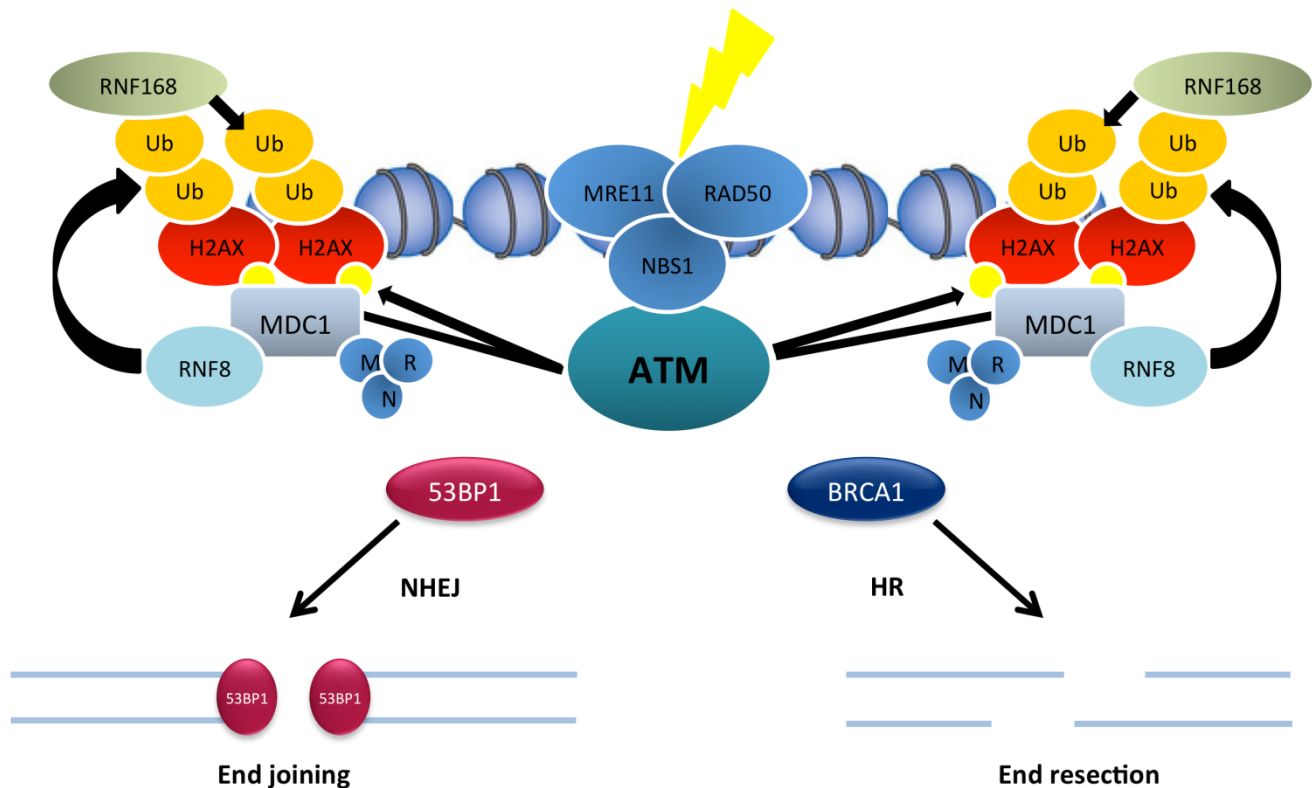 RNF168
RNF168
Ub
Ub
Ub
Ub
Ub
Ub
Ub
Ub
MRE11
RAD50
H2AX
H2AX
NBS1
H2AX
H2AX
MDC1
MDC1
RNF8
M
R
N
ATM
M
R
N
RNF8
53BP1
BRCA1
NHEJ
HR
53BP1
53BP1
End joining
End resection